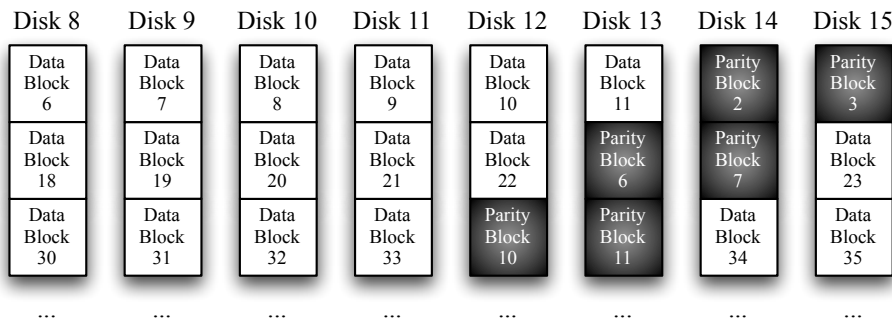 Disk 8 Disk 9 Disk 10 Disk 11 Disk 12 Disk 13 Disk 14 Disk 15
Data Data Data Data Data Data Parity Parity
Block Block Block Block Block Block Block Block
6 7 8 9 10 11 2 3
Data Data Data Data Data Parity Parity Data
Block Block Block Block Block Block Block Block
18 19 20 21 22 6 7 23
Data Data Data Data Parity Parity Data Data
Block Block Block Block Block Block Block Block
30 31 32 33 10 11 34 35
... ... ... ... ... ... ... ...